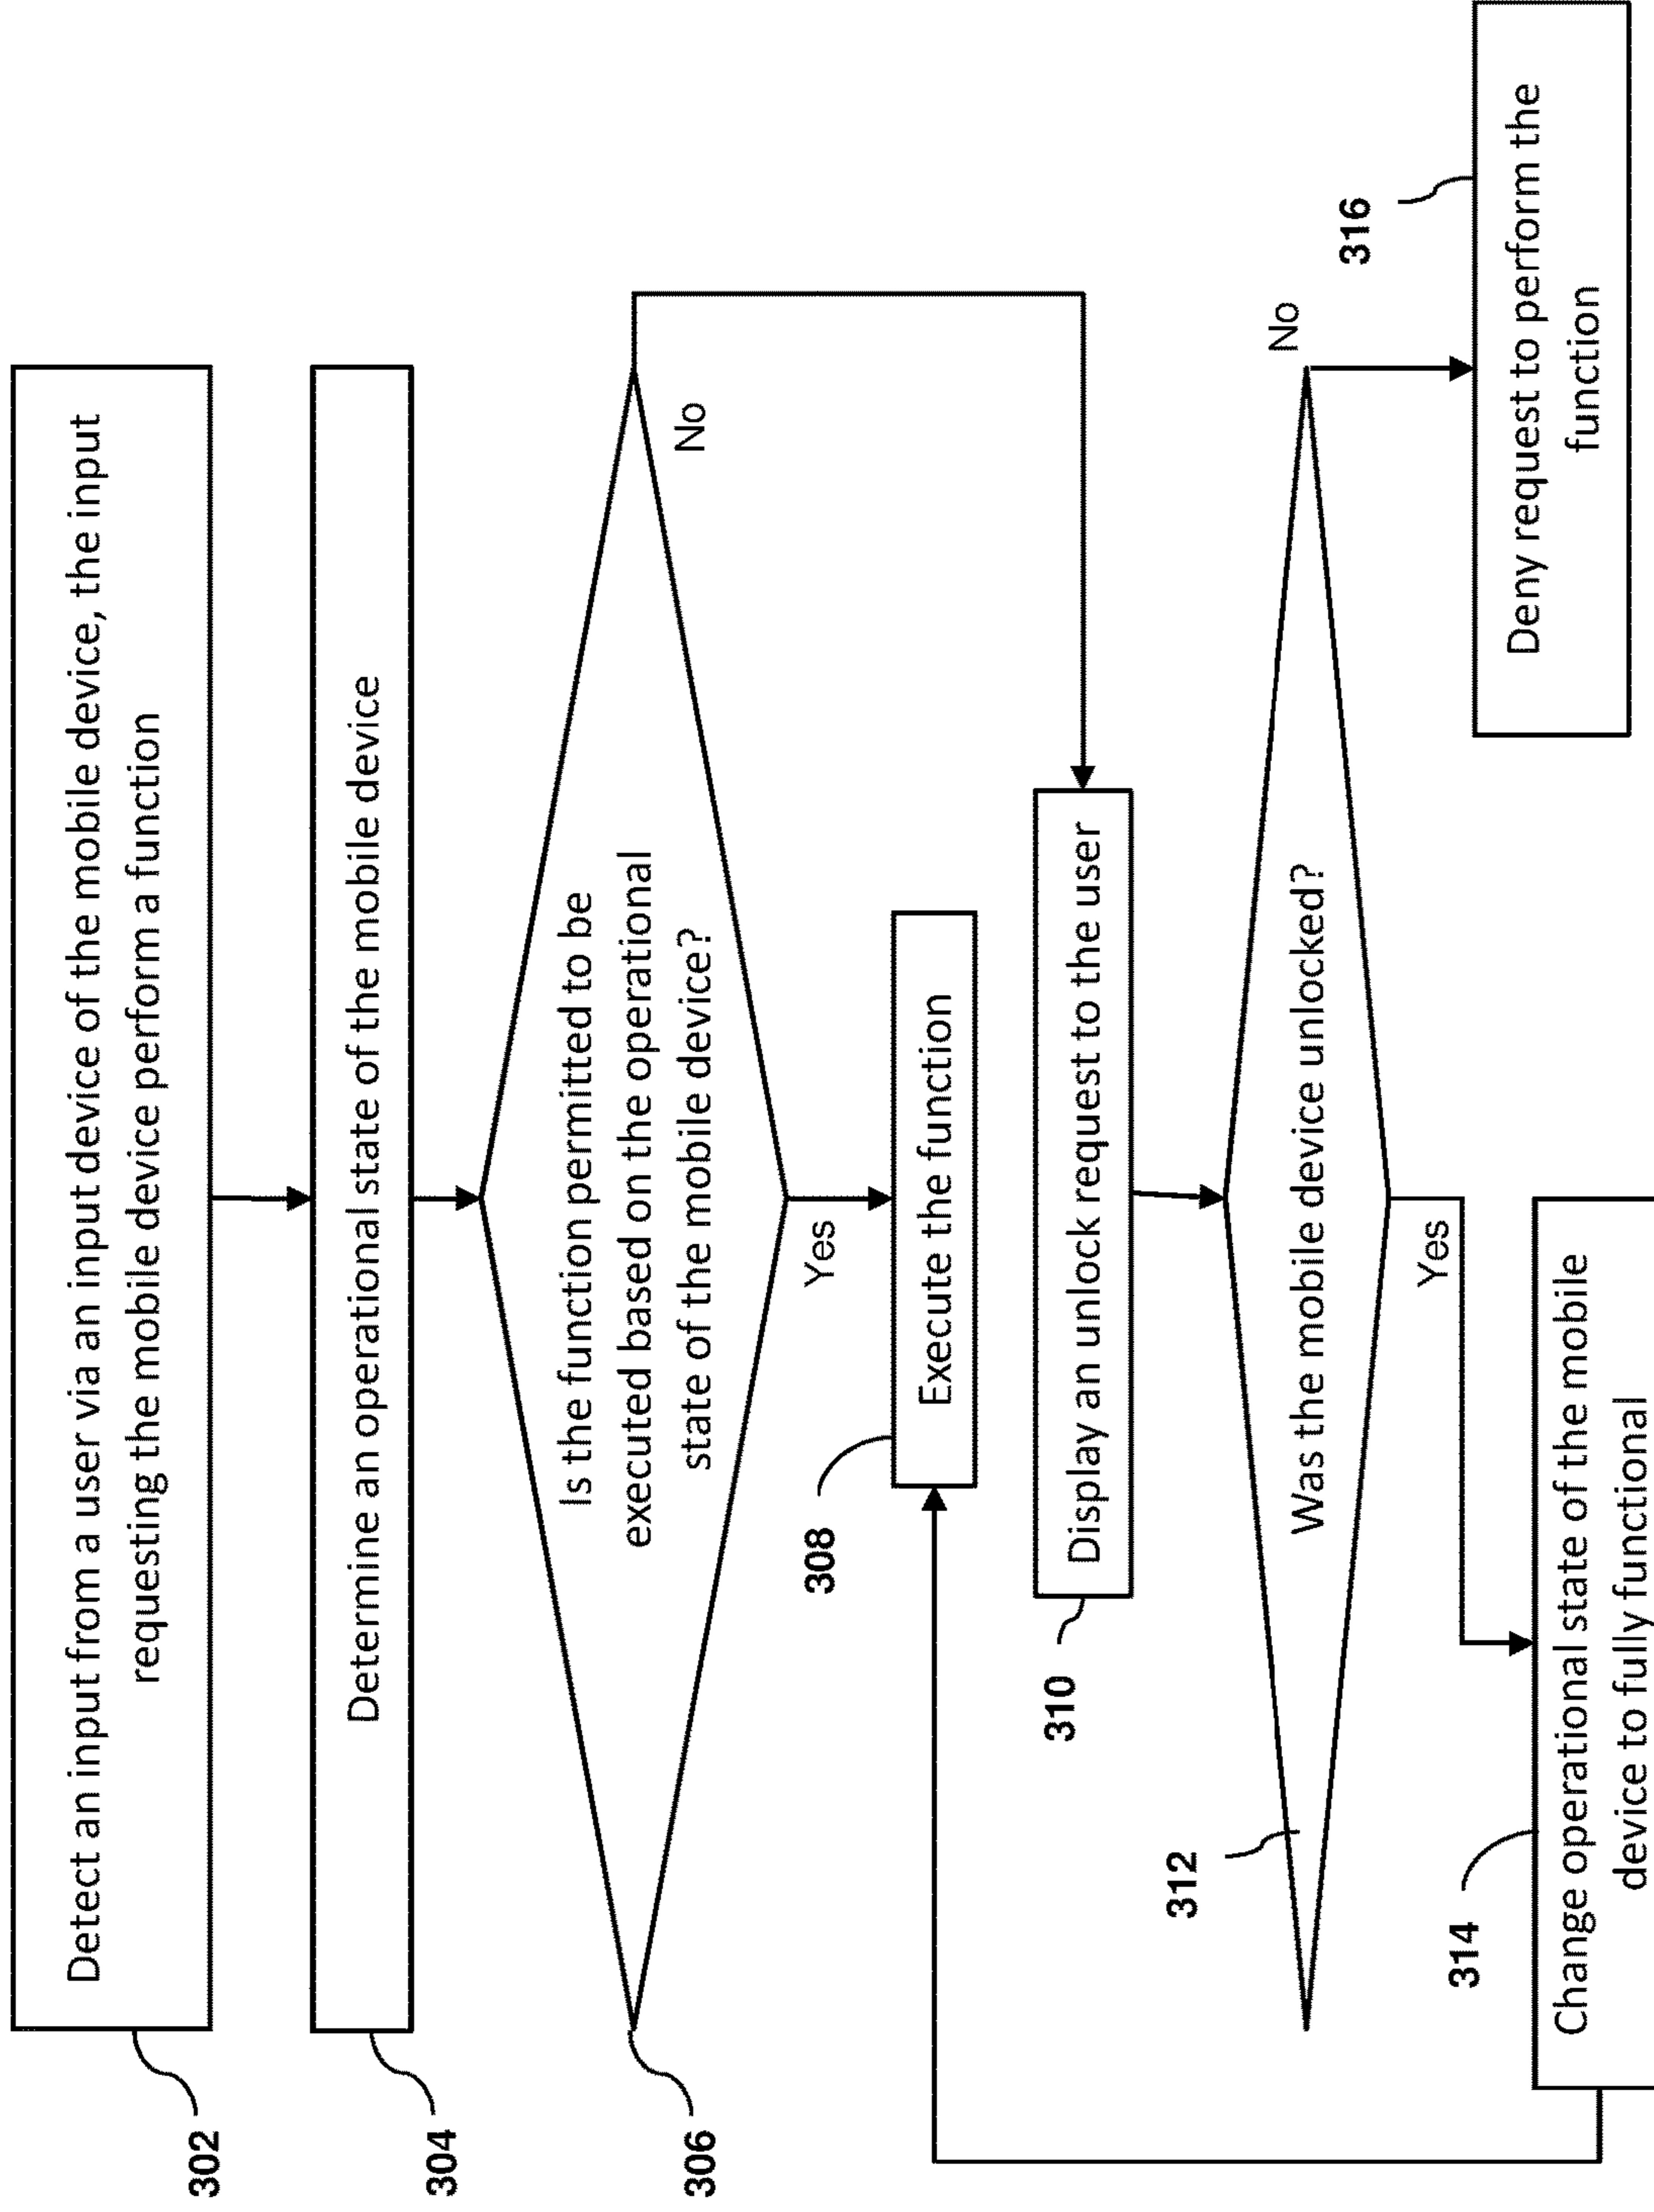 302
Detect an input from a user via an input device of the mobile device, the input
requesting the mobile device perform a function
304
Determine an operational state of the mobile device
306
Is the function permitted to be
executed based on the operational
state of the mobile device?
No
Yes
308
Execute the function
310
Display an unlock request to the user
312
Was the mobile device unlocked?
No
Yes
314
Change operational state of the mobile
device to fully functional
316
Deny request to perform the
function